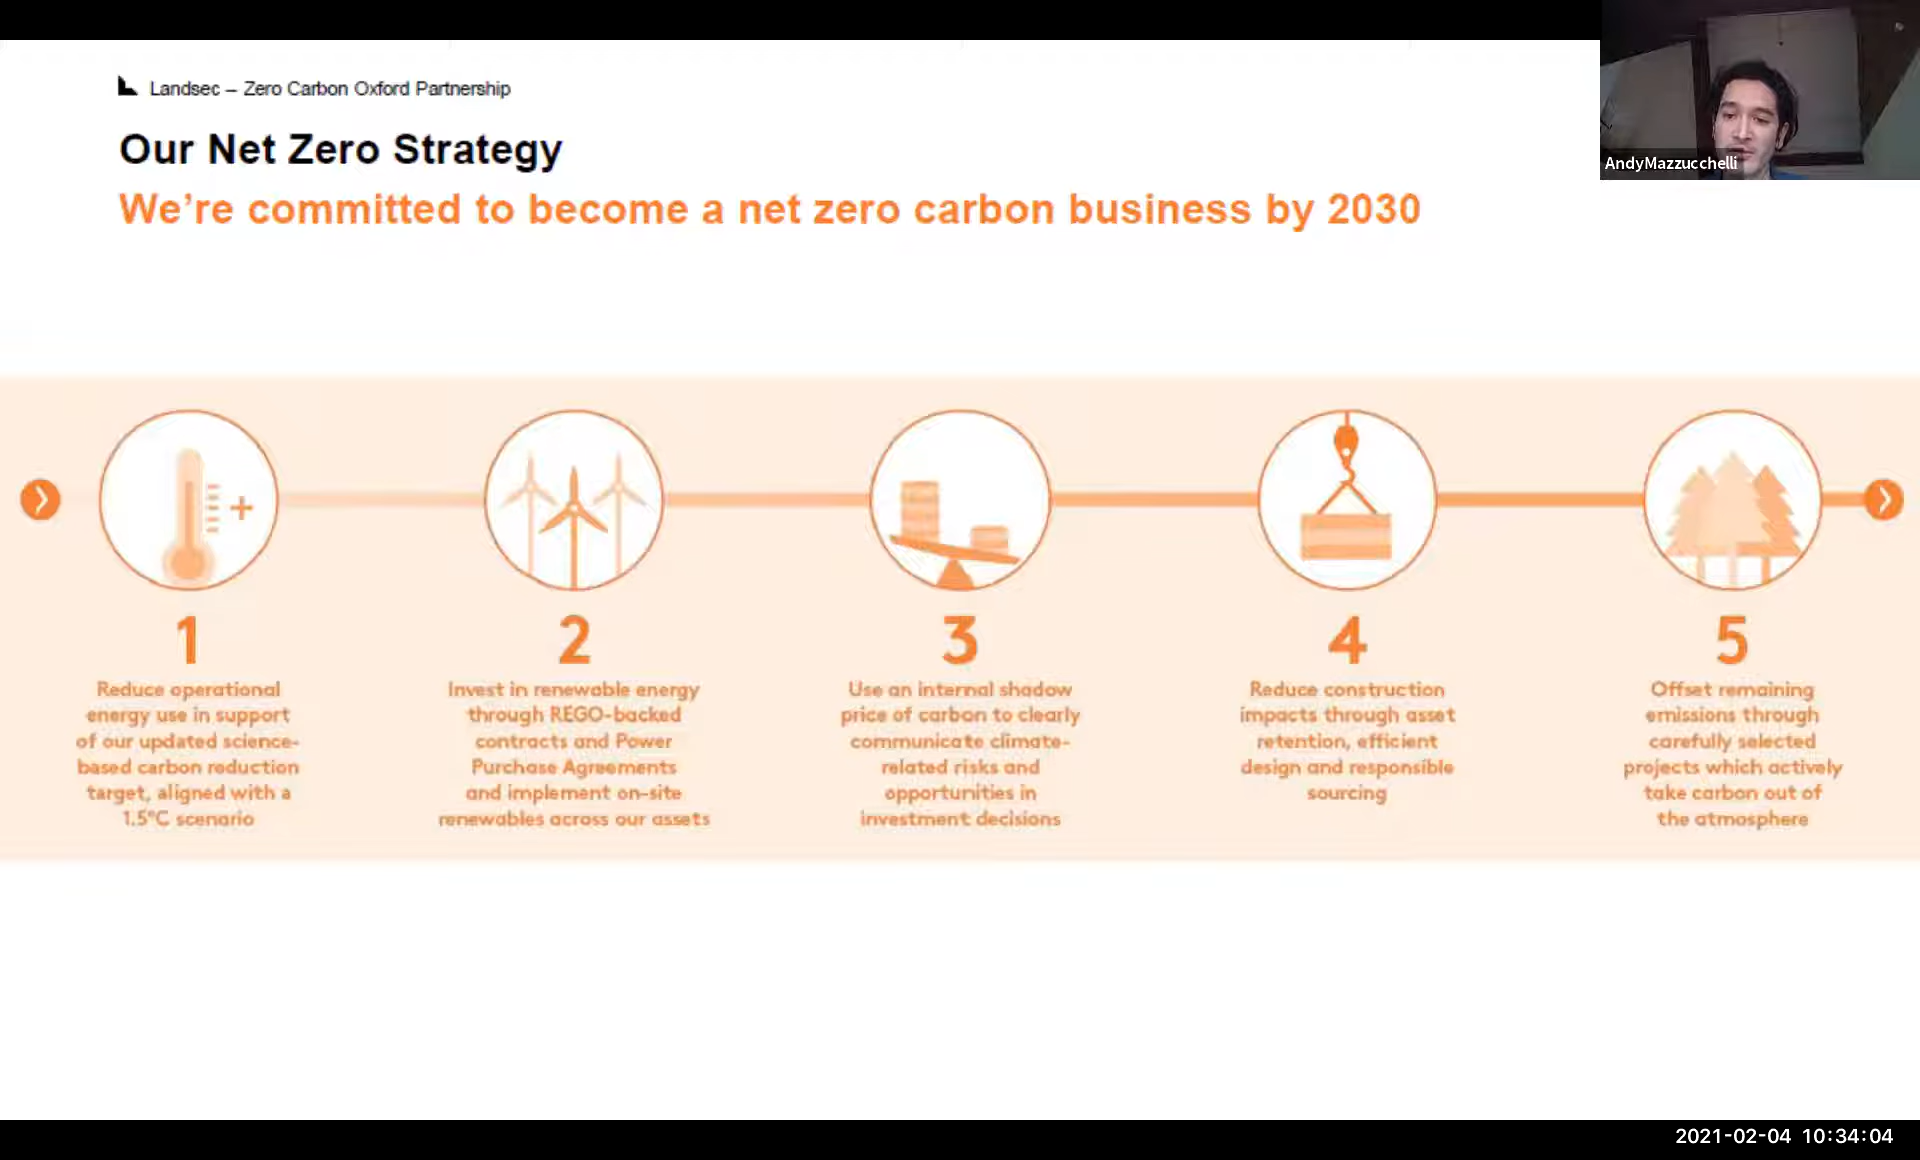 Landsec – Zero Carbon Oxford Partnership
Our Net Zero Strategy
We're committed to become a net zero carbon business by 2030
AndyMazzucchelli
1
Reduce operational
energy use in support
of our updated science-
based carbon reduction
target, aligned with a
1.5°C scenario
2
Invest in renewable energy
through REGO-backed
contracts and Power
Purchase Agreements
and implement on-site
renewables across our assets
3
Use an internal shadow
price of carbon to clearly
communicate climate-
related risks and
opportunities in
investment decisions
4
Reduce construction
impacts through asset
retention, efficient
design and responsible
sourcing
5
Offset remaining
emissions through
carefully selected
projects which actively
take carbon out of
the atmosphere
2021-02-04 10:34:04